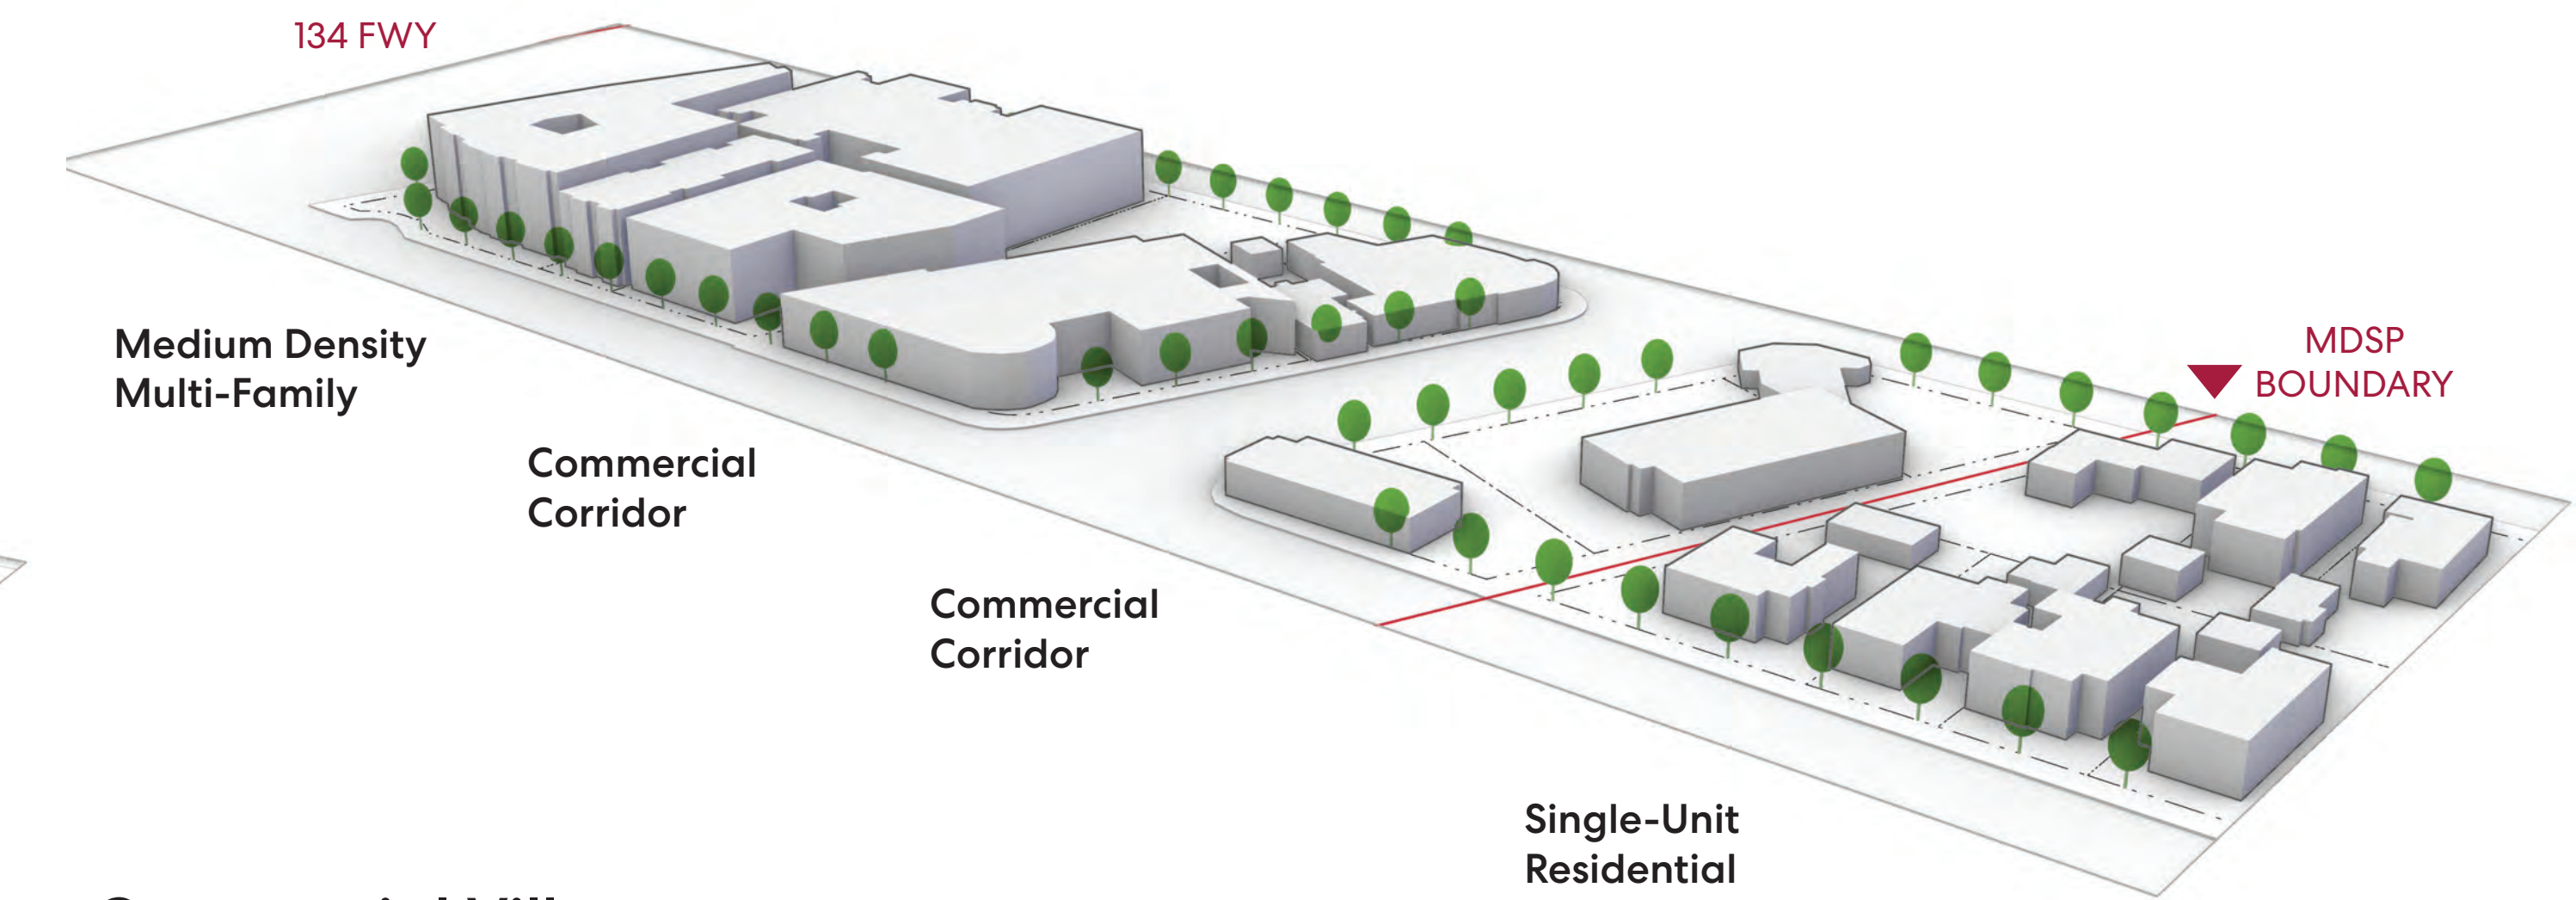 134 FWY
Medium Density
Multi-Family
Commercial
Corridor
Commercial
Corridor
MDSP
BOUNDARY
Single-Unit
Residential